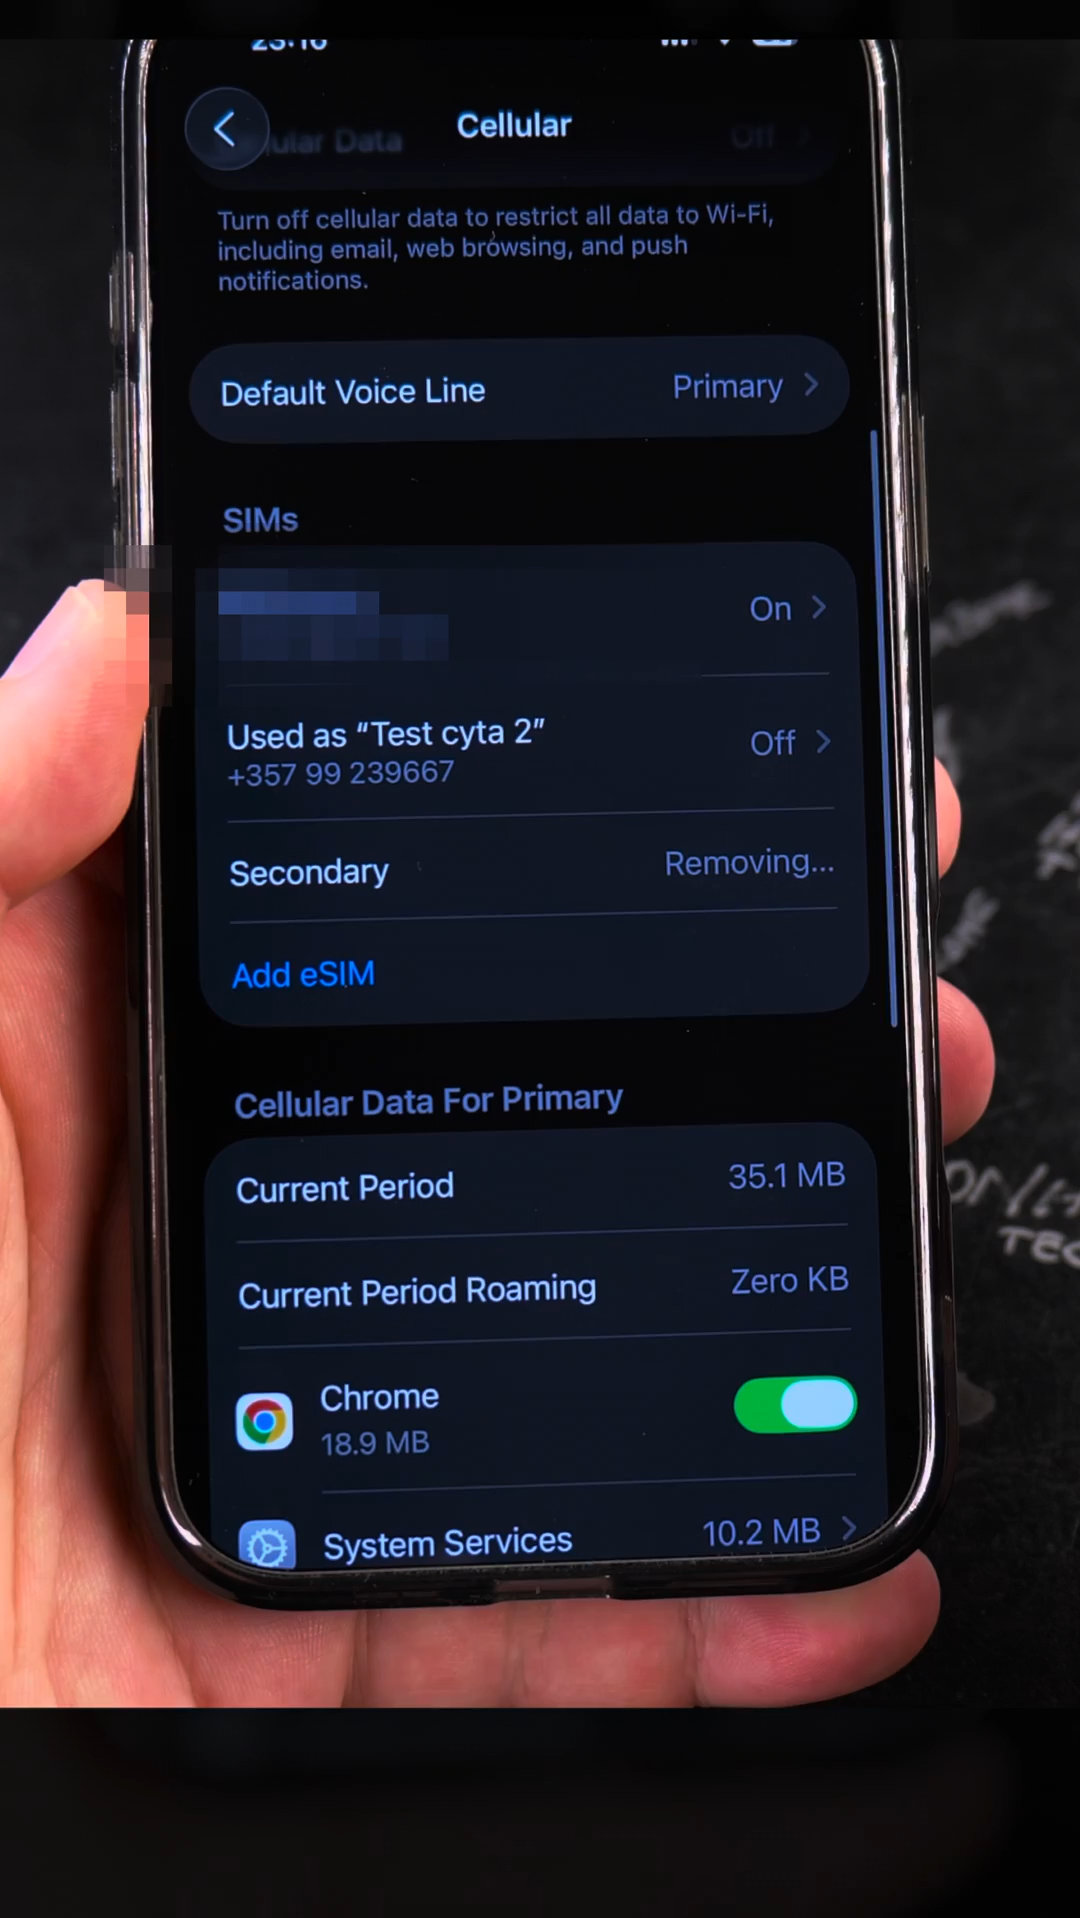 23:16
Cellular
Cellular Data Off
Turn off cellular data to restrict all data to Wi-Fi,
including email, web browsing, and push
notifications.
Default Voice Line Primary
SIMs
On
Used as “Test cyta 2” Off
+357 99 239667
Secondary Removing...
Add eSIM
Cellular Data For Primary
Current Period 35.1 MB
Current Period Roaming Zero KB
Chrome
18.9 MB
System Services 10.2 MB